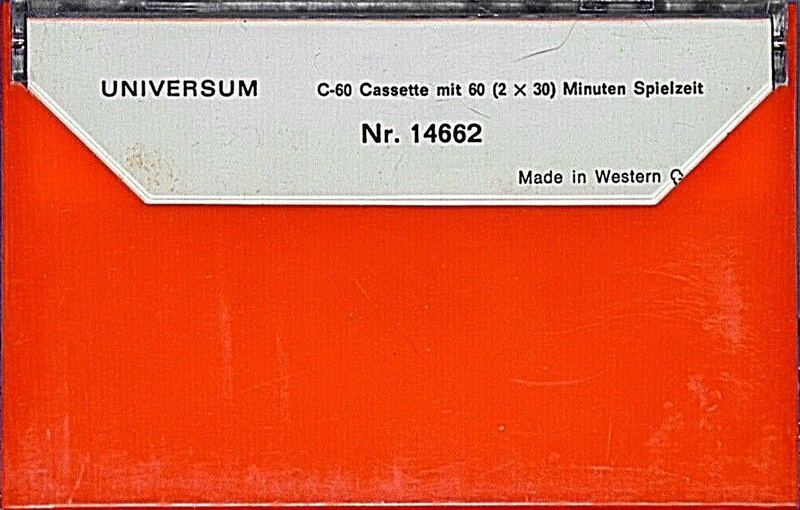 UNIVERSUM C-60 Cassette mit 60 (2 × 30) Minuten Spielzeit
Nr. 14662
Made in Western G